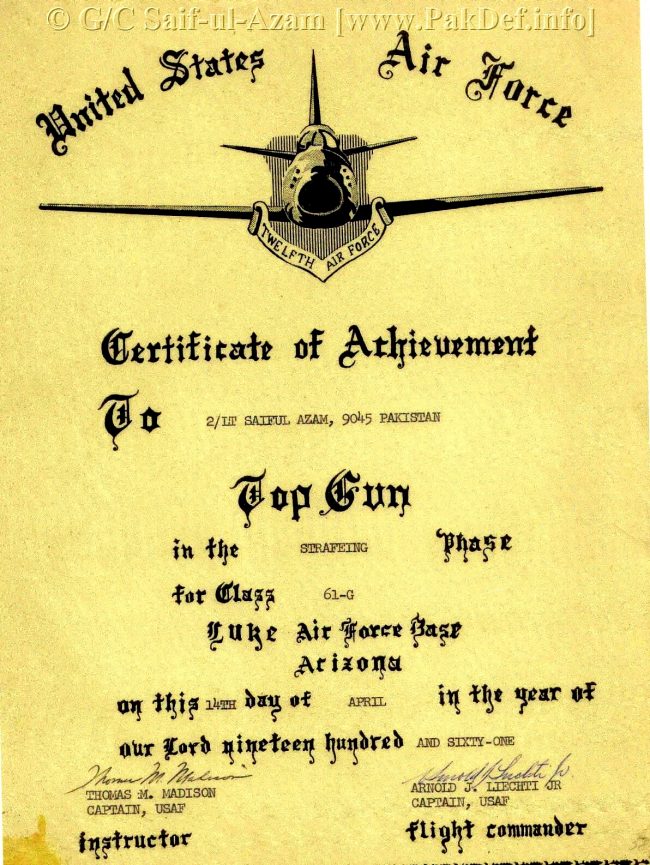 © G/C Saif-ul-Azam [www.PakDef.info]
United States Air Force
TWELFTH AIR FORCE
Certificate of Achievement
To 2/LT SAIFUL AZAM, 9045 PAKISTAN
Top Gun
in the STRAFEING Phase
for Class 61-G
Luke Air Force Base
Arizona
on this 14TH day of APRIL in the year of
our Lord nineteen hundred AND SIXTY-ONE
Thomas M. Madison
Arnold J Liechti Jr
THOMAS M. MADISON
ARNOLD J. LIECHTI JR
CAPTAIN, USAF
CAPTAIN, USAF
instructor
flight commander